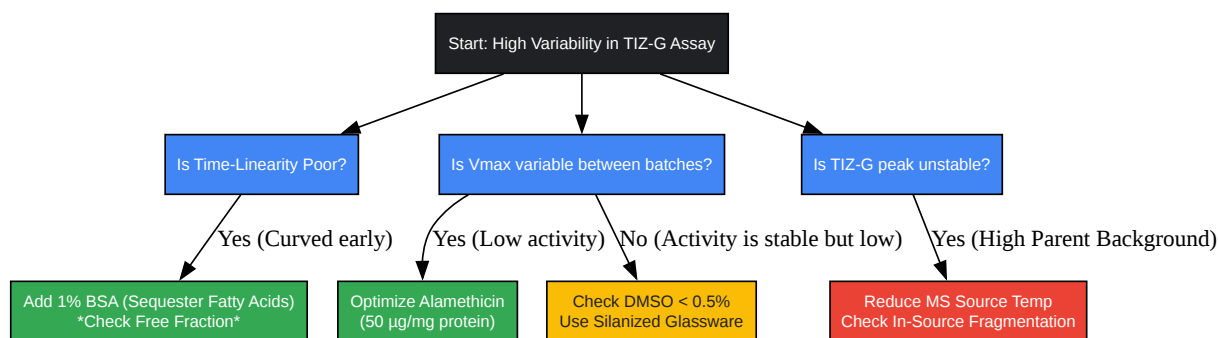 Start: High Variability in TIZ-G Assay
Is Time-Linearity Poor?
Is Vmax variable between batches?
Is TIZ-G peak unstable?
Yes (Curved early)
Yes (Low activity)
No (Activity is stable but low)
Yes (High Parent Background)
Add 1% BSA (Sequester Fatty Acids)
*Check Free Fraction*
Optimize Alamethicin
(50 µg/mg protein)
Check DMSO < 0.5%
Use Silanized Glassware
Reduce MS Source Temp
Check In-Source Fragmentation